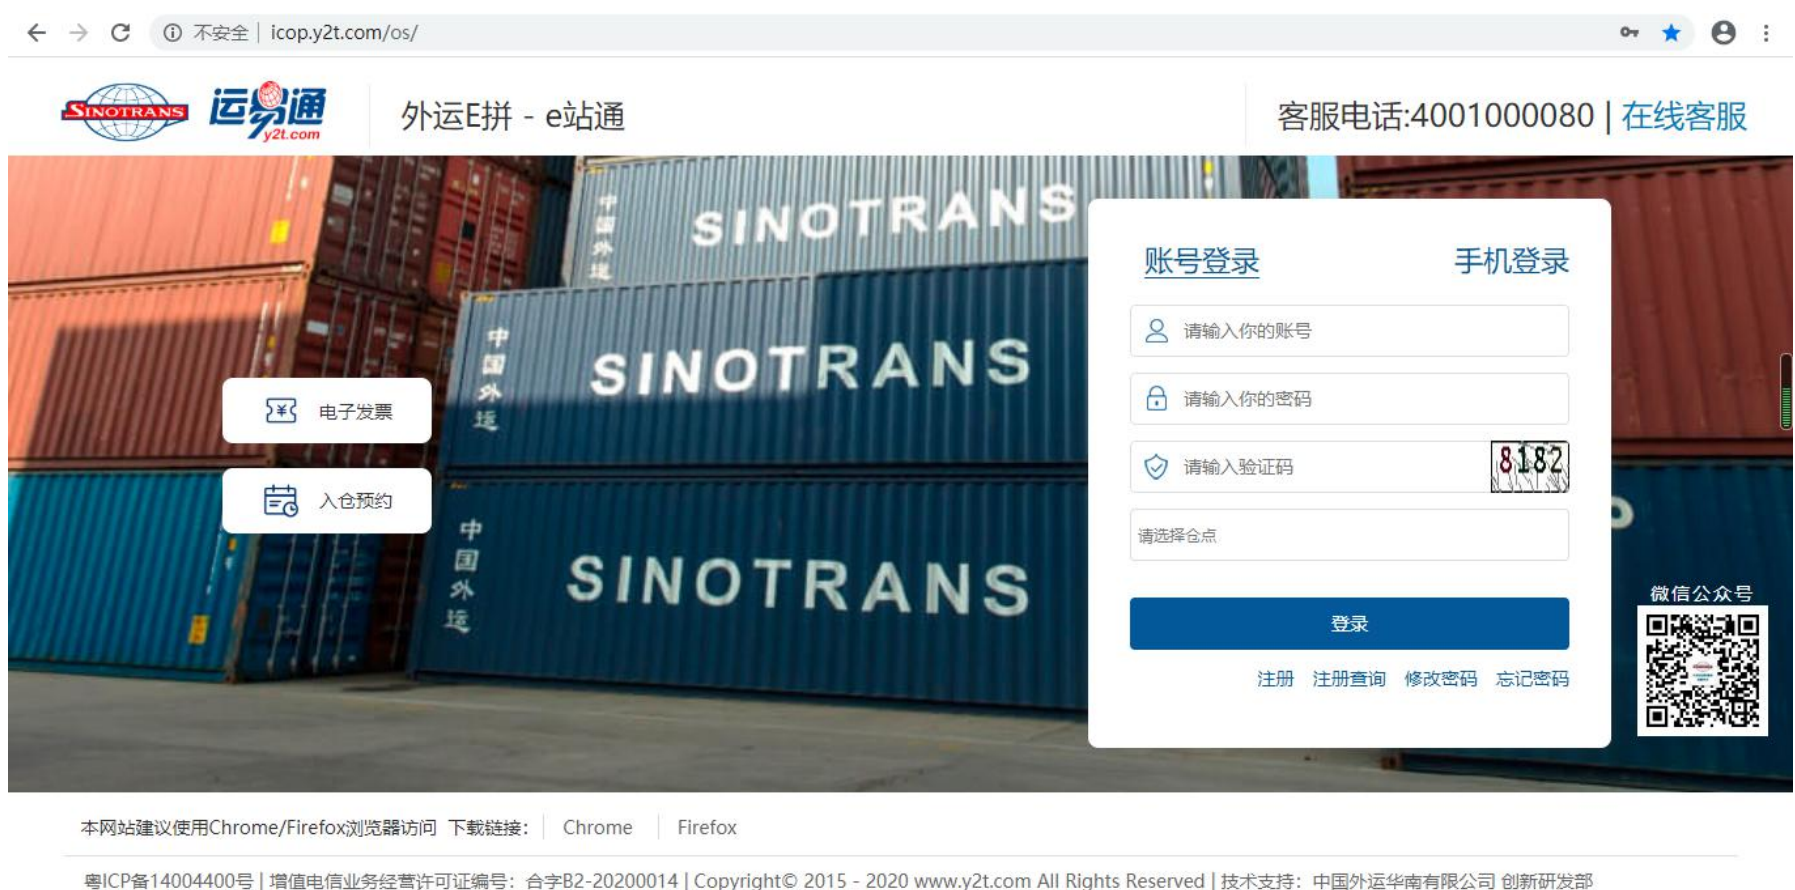 不安全 | icop.y2t.com/os/
SINOTRANS 运易通 y2t.com 外运E拼 - e站通 客服电话:4001000080 | 在线客服
中国外运 SINOTRANS
中国外运 SINOTRANS
中国外运 SINOTRANS
电子发票
入仓预约
账号登录 手机登录
请输入你的账号
请输入你的密码
请输入验证码 8182
请选择仓点
登录
注册 注册查询 修改密码 忘记密码
微信公众号
本网站建议使用Chrome/Firefox浏览器访问 下载链接: Chrome Firefox
粤ICP备14004400号 | 增值电信业务经营许可证编号：合字B2-20200014 | Copyright© 2015 - 2020 www.y2t.com All Rights Reserved | 技术支持：中国外运华南有限公司 创新研发部